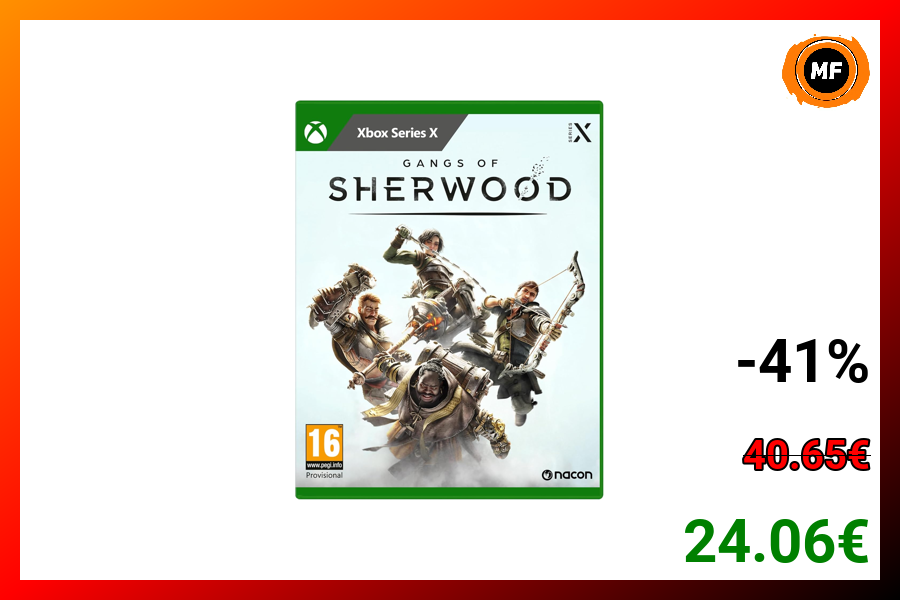 MF
Xbox Series X
SERIES X
GANGS OF
SHERWOOD
-41%
40.65€
24.06€
16
www.pegi.info
Provisional
nacon